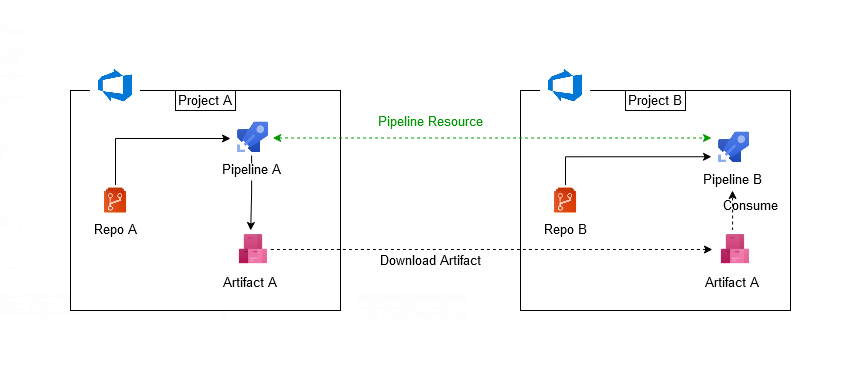 Project A
Project B
Pipeline Resource
Pipeline A
Pipeline B
Consume
Repo A
Repo B
Download Artifact
Artifact A
Artifact A